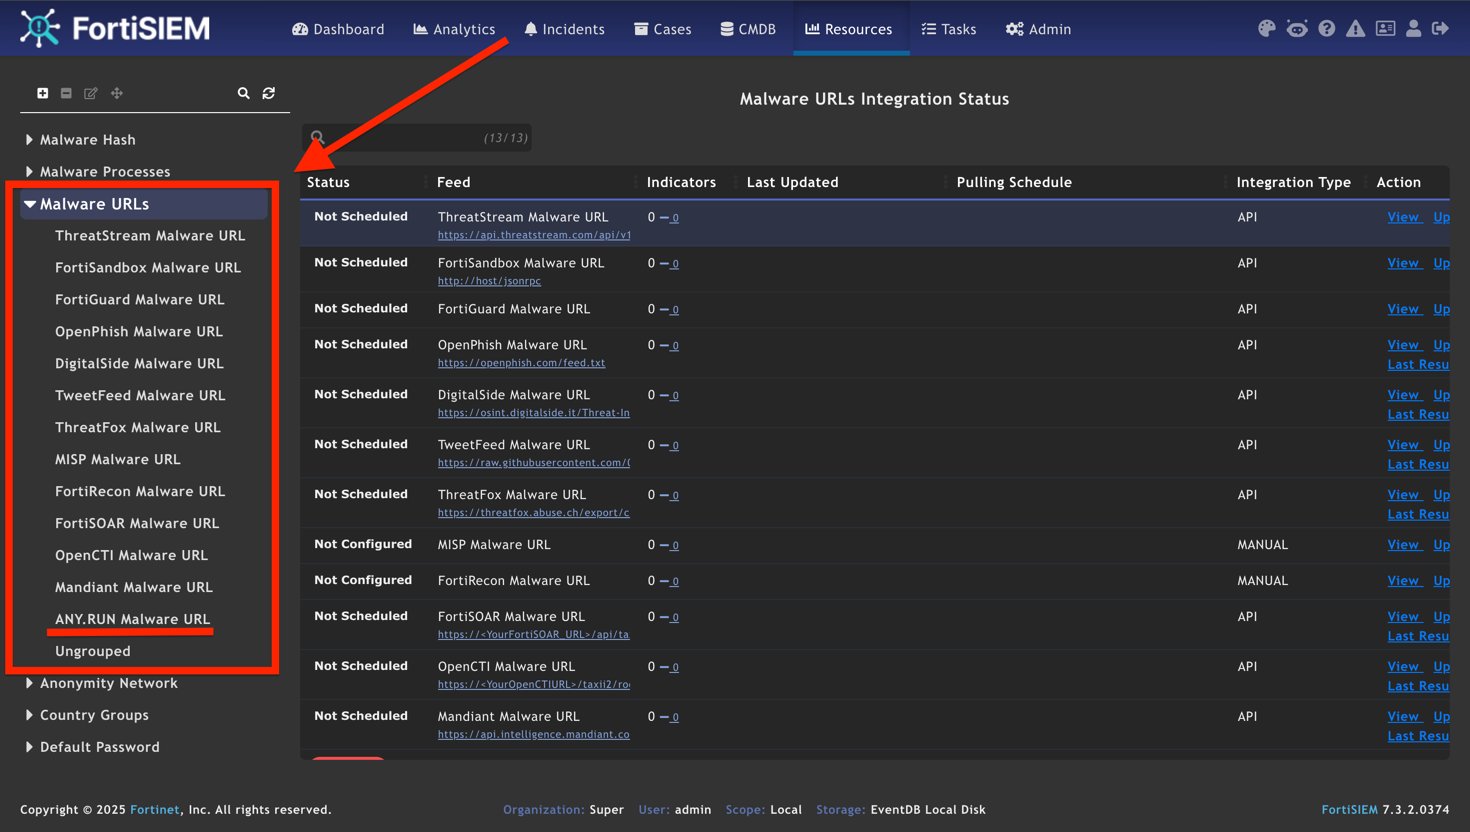 FortiSIEM
Dashboard
Analytics
Incidents
Cases
CMDB
Resources
Tasks
Admin
Malware Hash
Malware Processes
Malware URLs
ThreatStream Malware URL
FortiSandbox Malware URL
FortiGuard Malware URL
OpenPhish Malware URL
DigitalSide Malware URL
TweetFeed Malware URL
ThreatFox Malware URL
MISP Malware URL
FortiRecon Malware URL
FortiSOAR Malware URL
OpenCTI Malware URL
Mandiant Malware URL
ANY.RUN Malware URL
Ungrouped
Anonymity Network
Country Groups
Default Password
Malware URLs Integration Status
(13/13)
Status Feed Indicators Last Updated Pulling Schedule Integration Type Action
Not Scheduled ThreatStream Malware URL 0 – 0 API View Up
https://api.threatstream.com/api/v1
Not Scheduled FortiSandbox Malware URL 0 – 0 API View Up
http://host/jsonrpc
Not Scheduled FortiGuard Malware URL 0 – 0 API View Up
Not Scheduled OpenPhish Malware URL 0 – 0 API View Up
https://openphish.com/feed.txt Last Resu
Not Scheduled DigitalSide Malware URL 0 – 0 API View Up
https://osint.digitalside.it/Threat-In Last Resu
Not Scheduled TweetFeed Malware URL 0 – 0 API View Up
https://raw.githubusercontent.com/ Last Resu
Not Scheduled ThreatFox Malware URL 0 – 0 API View Up
https://threatfox.abuse.ch/export/c Last Resu
Not Configured MISP Malware URL 0 – 0 MANUAL View Up
Not Configured FortiRecon Malware URL 0 – 0 MANUAL View Up
Not Scheduled FortiSOAR Malware URL 0 – 0 API View Up
https://<YourFortiSOAR_URL>/api/ta Last Resu
Not Scheduled OpenCTI Malware URL 0 – 0 API View Up
https://<YourOpenCTIURL>/taxii2/ro Last Resu
Not Scheduled Mandiant Malware URL 0 – 0 API View Up
https://api.intelligence.mandiant.co Last Resu
Copyright © 2025 Fortinet, Inc. All rights reserved.
Organization: Super User: admin Scope: Local Storage: EventDB Local Disk
FortiSIEM 7.3.2.0374